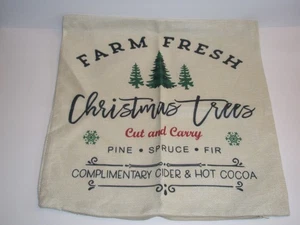 FARM FRESH
Christmas Trees
Cut and Carry
PINE • SPRUCE • FIR
COMPLIMENTARY CIDER & HOT COCOA